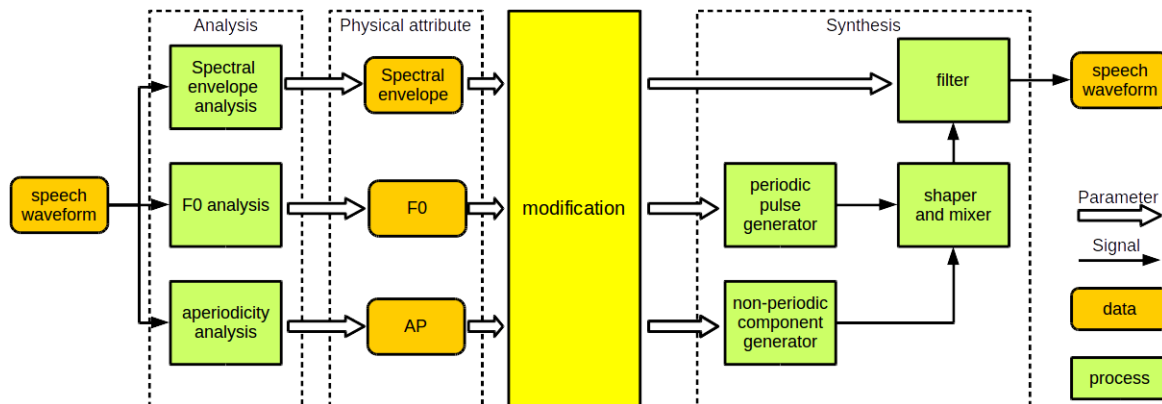 Analysis
Physical attribute
Synthesis
Spectral
envelope
analysis
Spectral
envelope
filter
speech
waveform
speech
waveform
F0 analysis
F0
modification
periodic
pulse
generator
shaper
and mixer
Parameter
Signal
aperiodicity
analysis
AP
non-periodic
component
generator
data
process